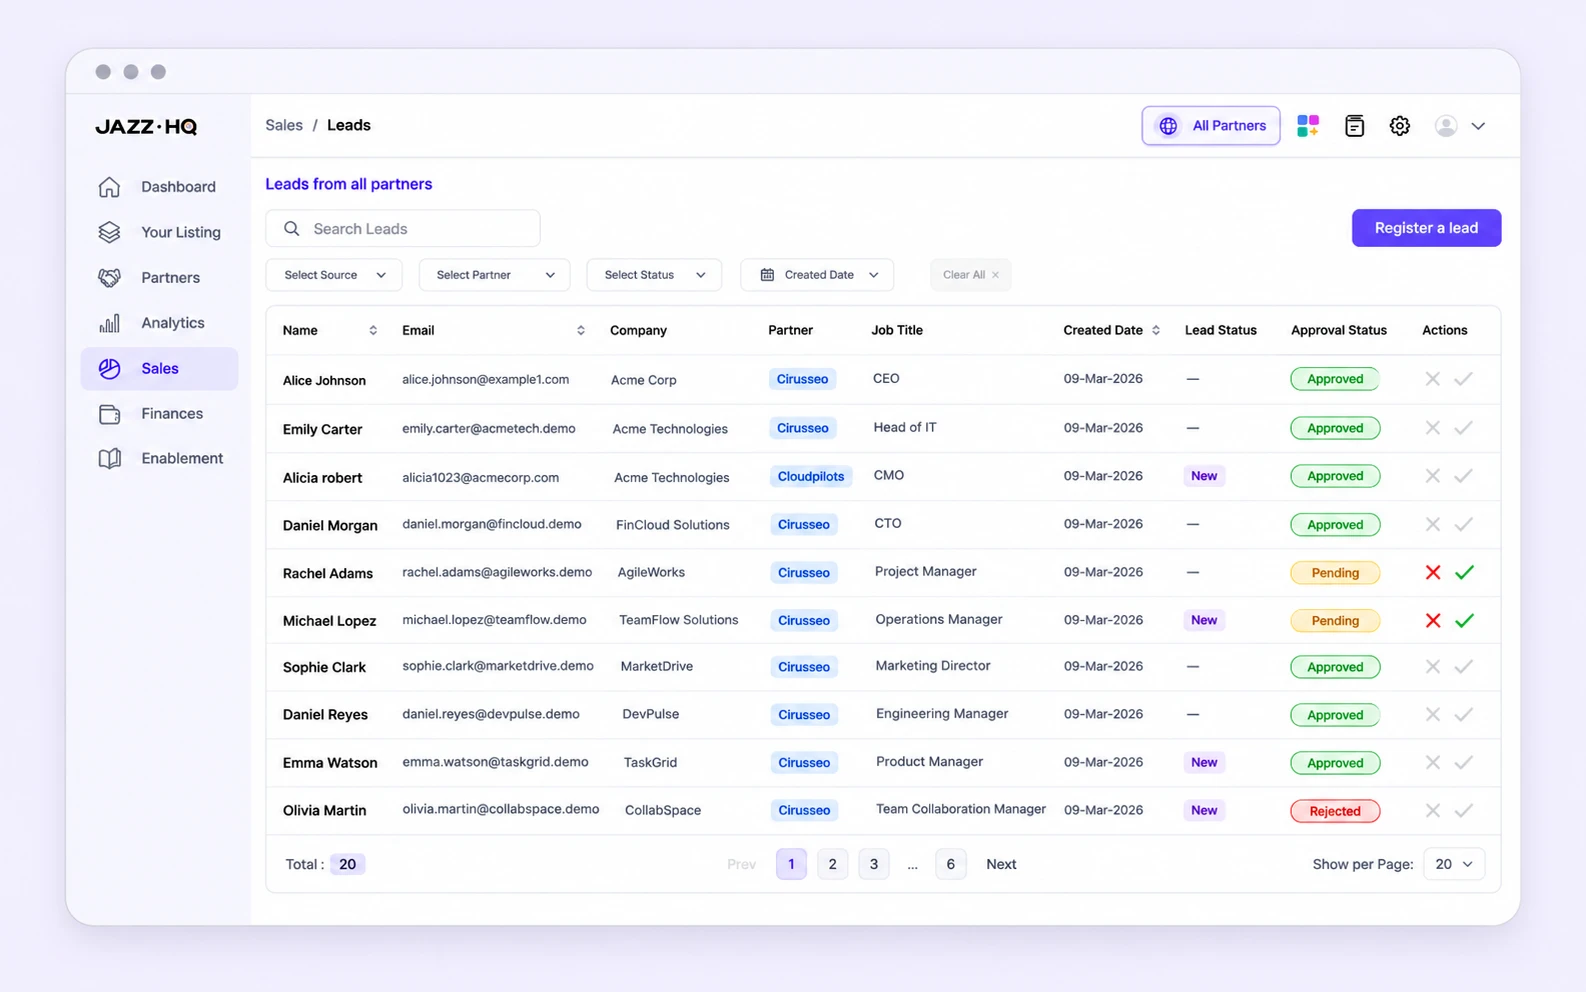 JAZZ·HQ
Sales / Leads
All Partners
Dashboard
Your Listing
Partners
Analytics
Sales
Finances
Enablement
Leads from all partners
Search Leads
Register a lead
Select Source
Select Partner
Select Status
Created Date
Clear All ×
Name Email Company Partner Job Title Created Date Lead Status Approval Status Actions
Alice Johnson alice.johnson@example1.com Acme Corp Cirusseo CEO 09-Mar-2026 — Approved
Emily Carter emily.carter@acmetech.demo Acme Technologies Cirusseo Head of IT 09-Mar-2026 — Approved
Alicia robert alicia1023@acmecorp.com Acme Technologies Cloudpilots CMO 09-Mar-2026 New Approved
Daniel Morgan daniel.morgan@fincloud.demo FinCloud Solutions Cirusseo CTO 09-Mar-2026 — Approved
Rachel Adams rachel.adams@agileworks.demo AgileWorks Cirusseo Project Manager 09-Mar-2026 — Pending
Michael Lopez michael.lopez@teamflow.demo TeamFlow Solutions Cirusseo Operations Manager 09-Mar-2026 New Pending
Sophie Clark sophie.clark@marketdrive.demo MarketDrive Cirusseo Marketing Director 09-Mar-2026 — Approved
Daniel Reyes daniel.reyes@devpulse.demo DevPulse Cirusseo Engineering Manager 09-Mar-2026 — Approved
Emma Watson emma.watson@taskgrid.demo TaskGrid Cirusseo Product Manager 09-Mar-2026 New Approved
Olivia Martin olivia.martin@collabspace.demo CollabSpace Cirusseo Team Collaboration Manager 09-Mar-2026 New Rejected
Total : 20
Prev 1 2 3 ... 6 Next
Show per Page: 20